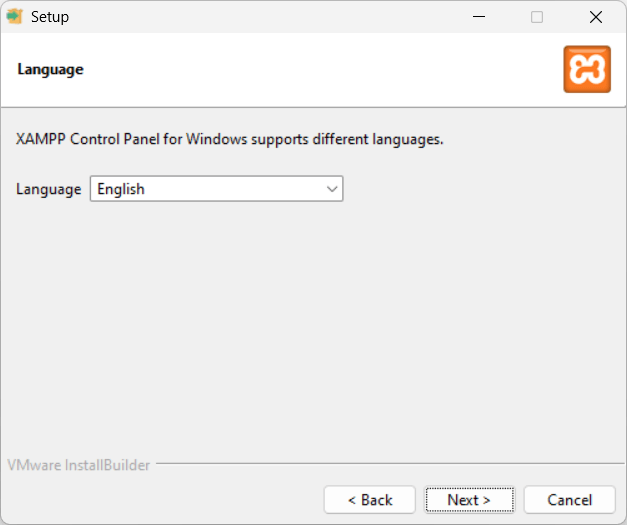 Setup
Language
XAMPP Control Panel for Windows supports different languages.
Language English
VMware InstallBuilder
< Back Next > Cancel